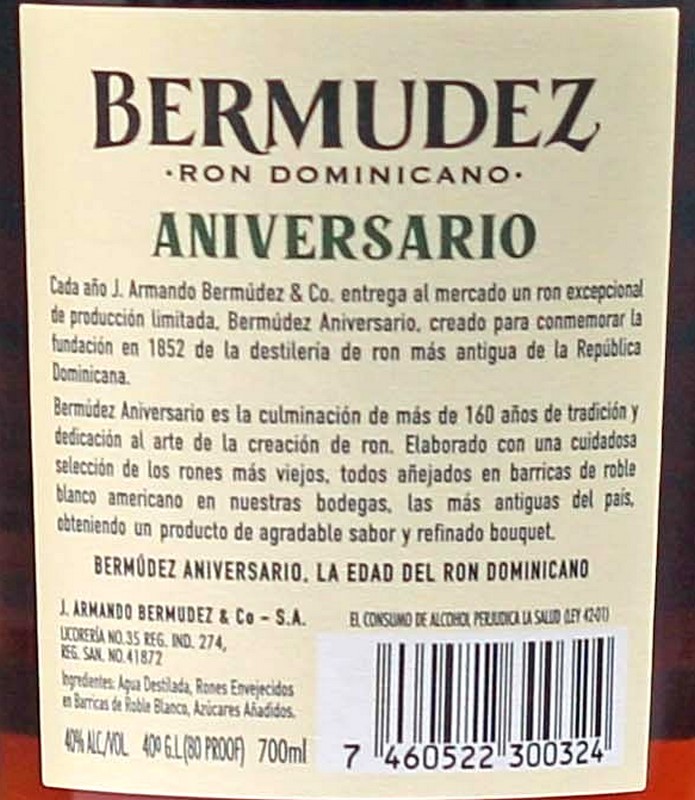 BERMUDEZ
·RON DOMINICANO·
ANIVERSARIO
Cada año J. Armando Bermúdez & Co. entrega al mercado un ron excepcional
de producción limitada, Bermúdez Aniversario, creado para conmemorar la
fundación en 1852 de la destilería de ron más antigua de la República
Dominicana.
Bermúdez Aniversario es la culminación de más de 160 años de tradición y
dedicación al arte de la creación de ron. Elaborado con una cuidadosa
selección de los rones más viejos, todos añejados en barricas de roble
blanco americano en nuestras bodegas, las más antiguas del país,
obteniendo un producto de agradable sabor y refinado bouquet.
BERMÚDEZ ANIVERSARIO, LA EDAD DEL RON DOMINICANO
J. ARMANDO BERMUDEZ & Co – S.A.
LICORERÍA NO.35 REG. IND. 274,
REG. SAN. NO.41872
Ingredientes: Agua Destilada, Rones Envejecidos
en Barricas de Roble Blanco, Azúcares Añadidos.
40% ALC/VOL 40º G.L(80 PROOF) 700ml
EL CONSUMO DE ALCOHOL PERJUDICA LA SALUD (LEY 42-01)
7 460522 300324